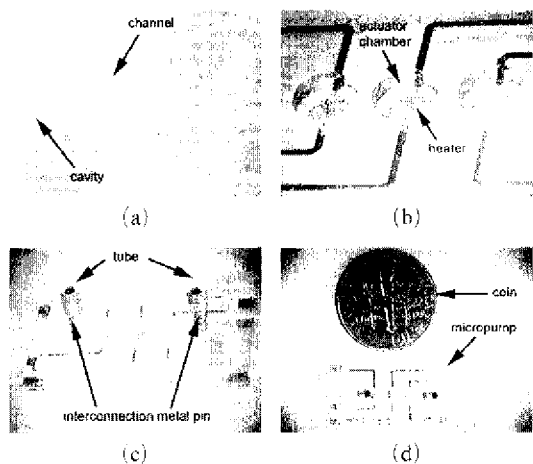 channel
cavity
(a)
actuator
chamber
heater
(b)
tube
interconnection metal pin
(c)
coin
micropump
(d)